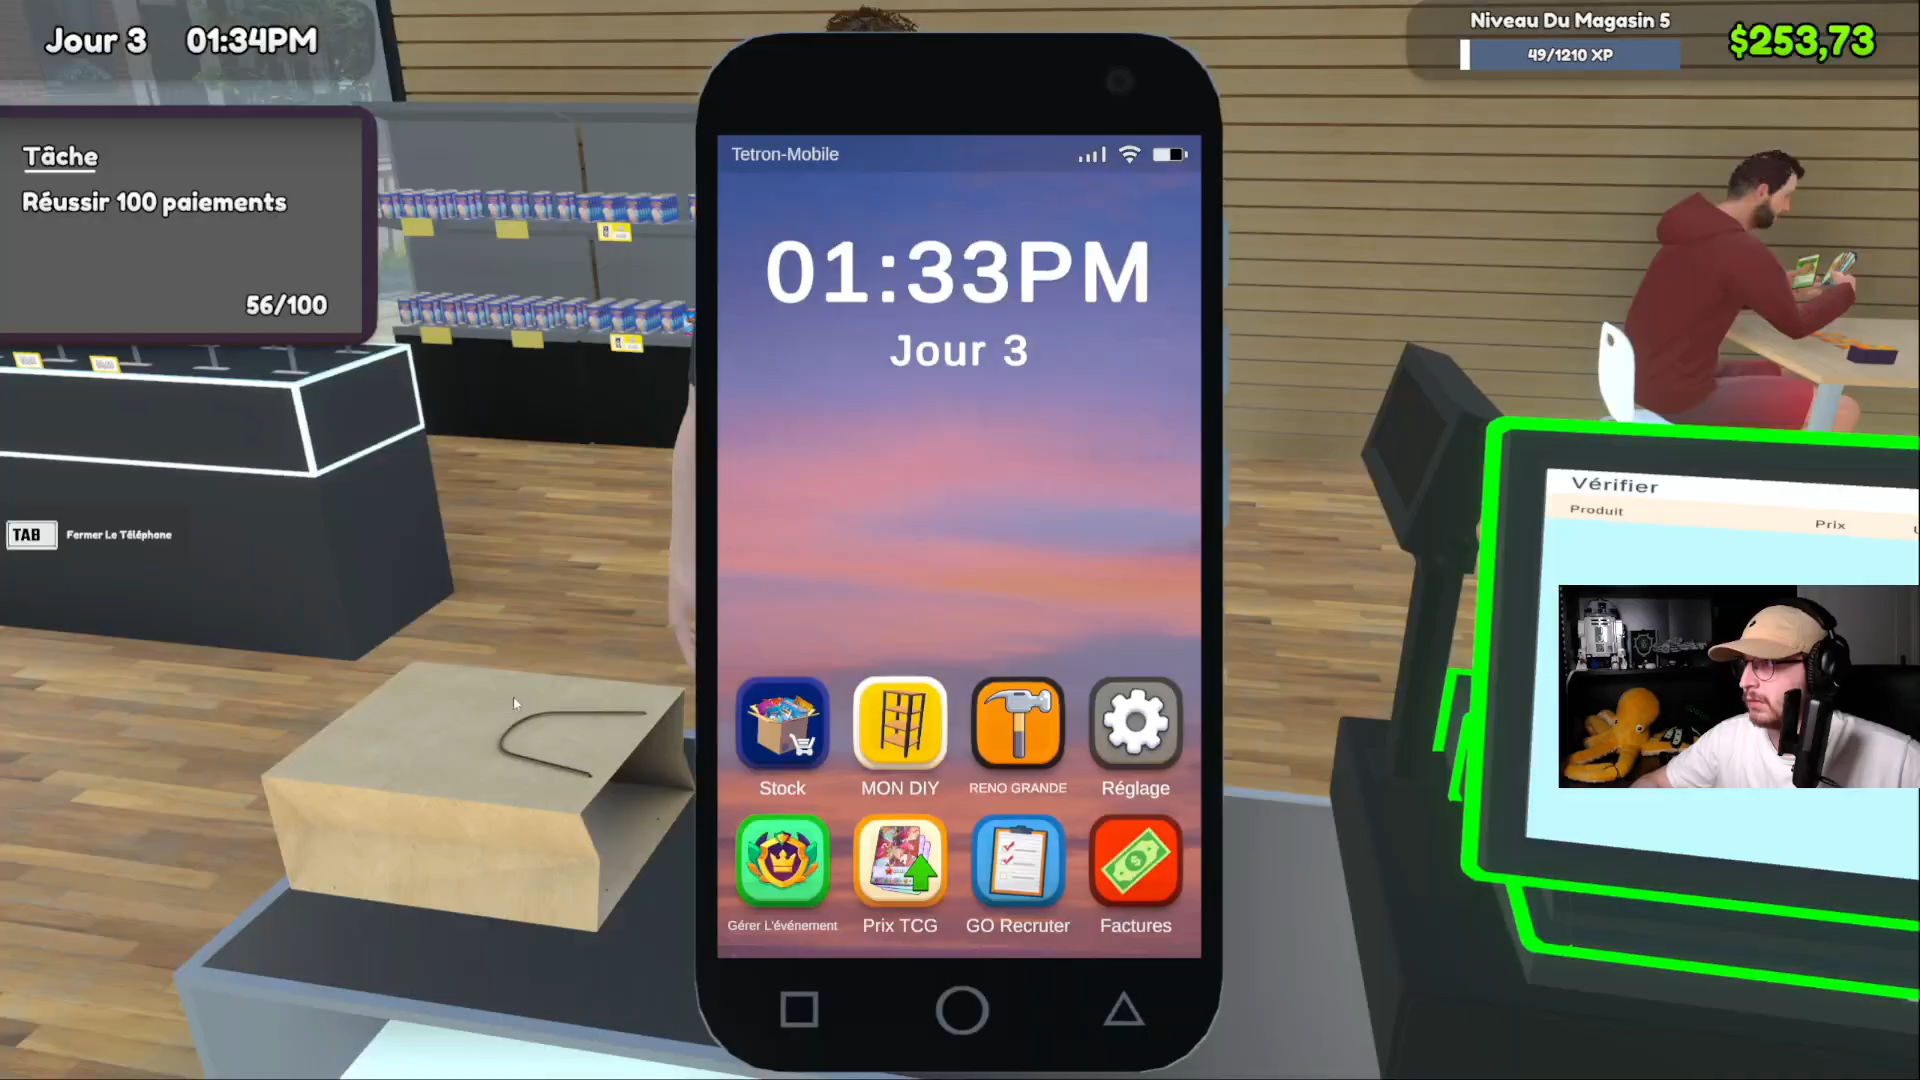 Jour 3 01:34PM
Niveau Du Magasin 5
49/1210 XP
$253,73
Tâche
Réussir 100 paiements
56/100
TAB Fermer Le Téléphone
Tetron-Mobile
01:33PM
Jour 3
Stock MON DIY RENO GRANDE Réglage
Gérer L'événement Prix TCG GO Recruter Factures
Vérifier
Produit Prix